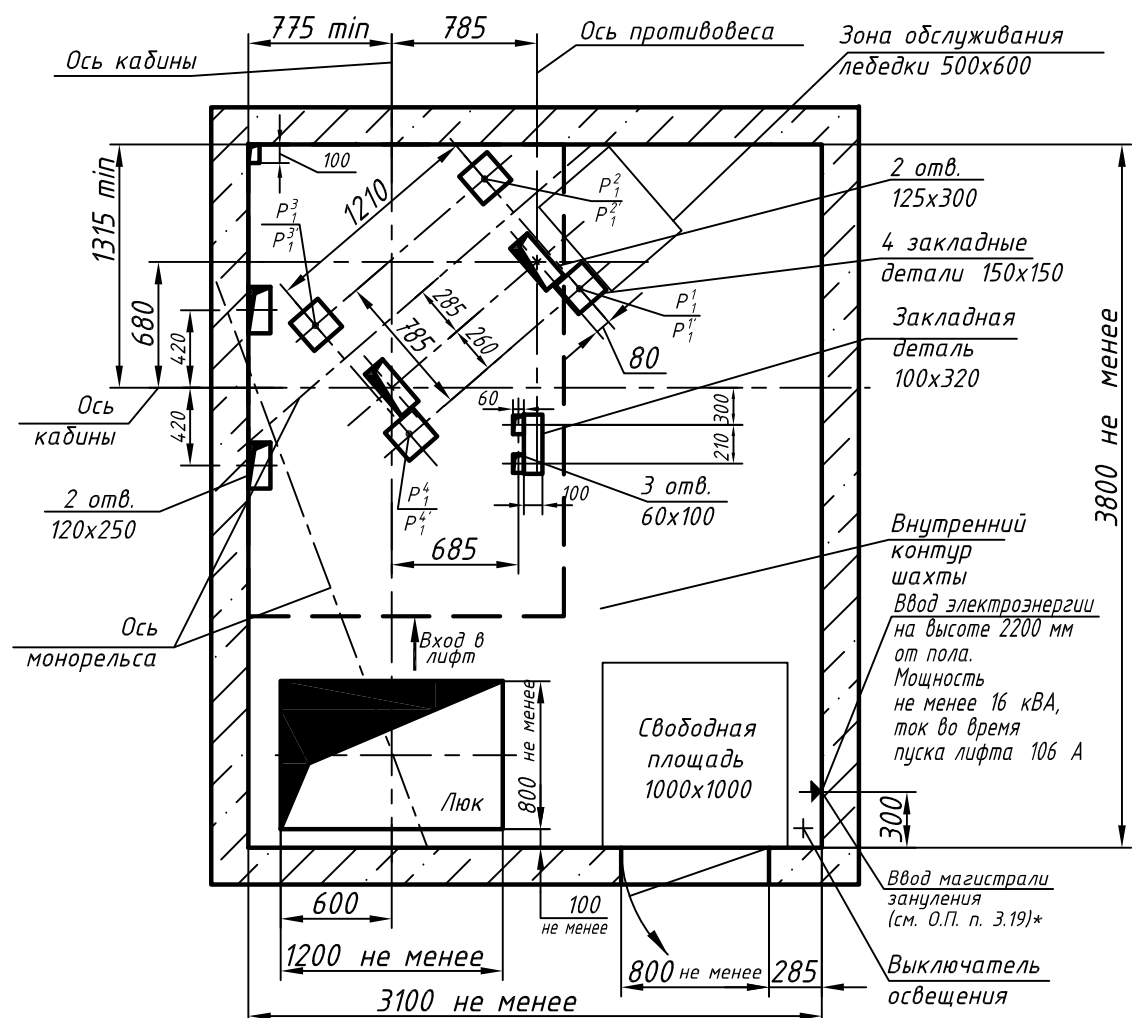 775 min
785
Ось противовеса
Ось кабины
Зона обслуживания
лебедки 500х600
100
1210
1315 min
P₁³
P₁³'
P₁²
P₁²'
2 отв.
125х300
4 закладные
детали 150х150
P₁¹
P₁¹'
Закладная
деталь
100х320
680
420
420
285
785
260
80
3800 не менее
Ось
кабины
60
300
210
2 отв.
120х250
P₁⁴
P₁⁴'
100
3 отв.
60х100
685
Внутренний
контур
шахты
Ввод электроэнергии
на высоте 2200 мм
от пола.
Мощность
не менее 16 кВА,
ток во время
пуска лифта 106 А
Ось
монорельса
Вход в
лифт
800 не менее
Люк
Свободная
площадь
1000х1000
300
600
100
не менее
Ввод магистрали
зануления
(см. О.П. п. 3.19)*
1200 не менее
800 не менее
285
Выключатель
освещения
3100 не менее